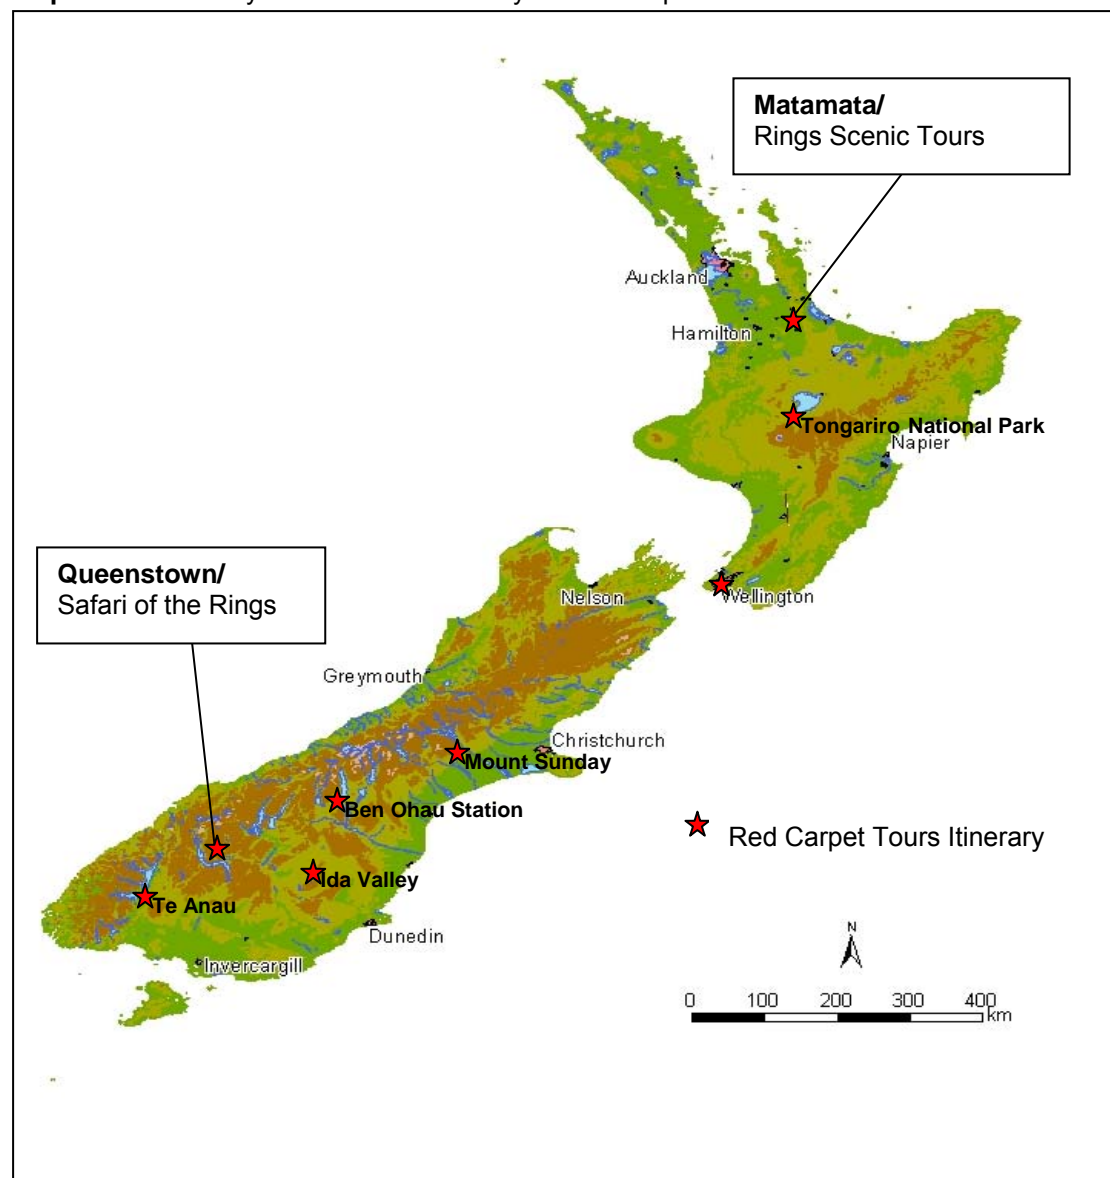 Matamata/
Rings Scenic Tours
Auckland
Hamilton
Tongariro National Park
Napier
Queenstown/
Safari of the Rings
Nelson
Wellington
Greymouth
Christchurch
Mount Sunday
Ben Ohau Station
Red Carpet Tours Itinerary
Ida Valley
Te Anau
Dunedin
Invercargill
N
0 100 200 300 400
km